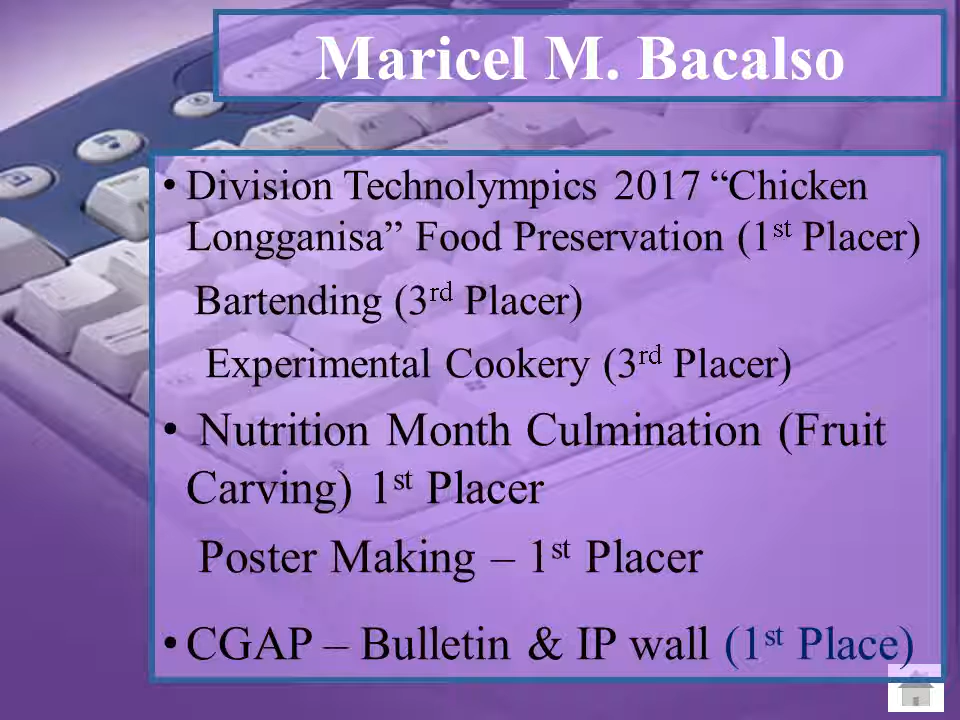 Maricel M. Bacalso
• Division Technolympics 2017 “Chicken
Longganisa” Food Preservation (1st Placer)
Bartending (3rd Placer)
Experimental Cookery (3rd Placer)
• Nutrition Month Culmination (Fruit
Carving) 1st Placer
Poster Making – 1st Placer
• CGAP – Bulletin & IP wall (1st Place)